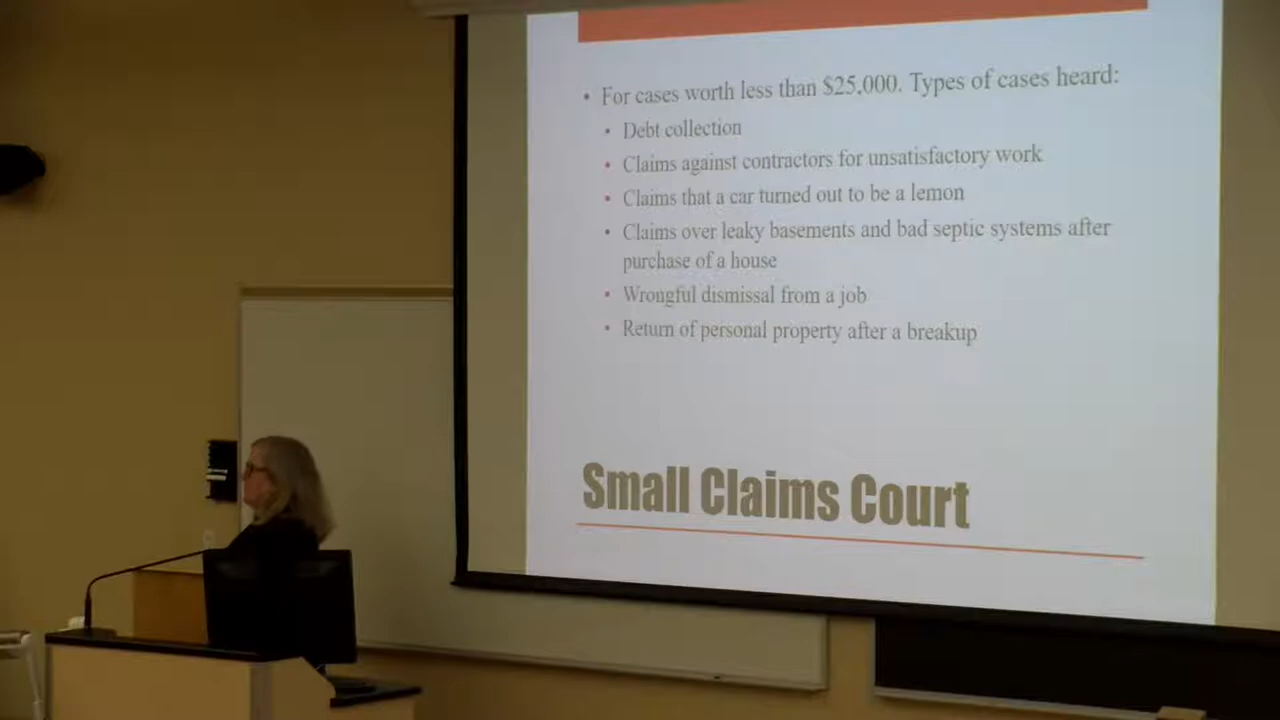 • For cases worth less than $25,000. Types of cases heard:
• Debt collection
• Claims against contractors for unsatisfactory work
• Claims that a car turned out to be a lemon
• Claims over leaky basements and bad septic systems after
purchase of a house
• Wrongful dismissal from a job
• Return of personal property after a breakup
Small Claims Court